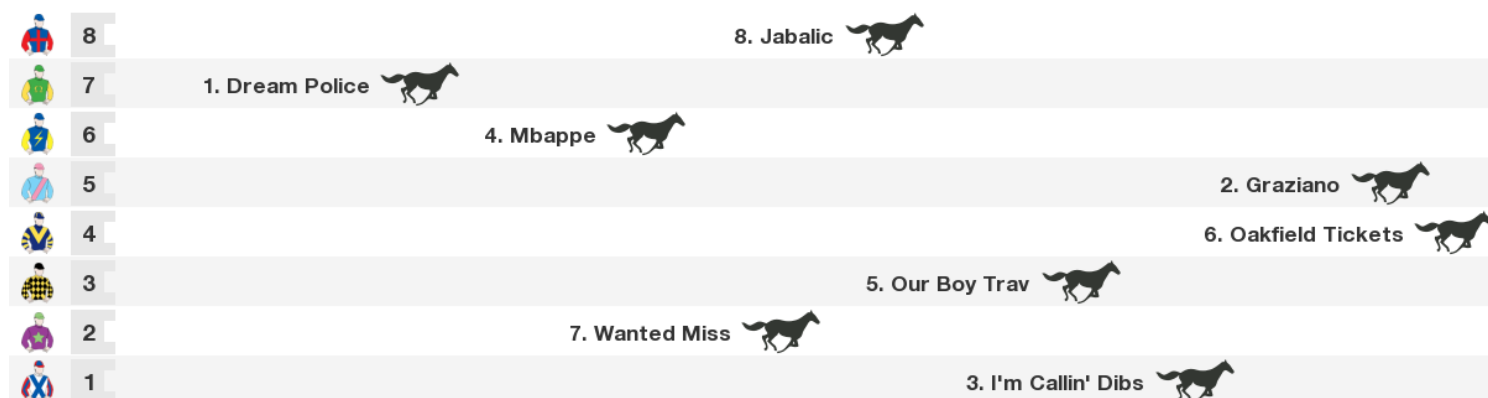 8 8. Jabalic
7 1. Dream Police
6 4. Mbappe
5 2. Graziano
4 6. Oakfield Tickets
3 5. Our Boy Trav
2 7. Wanted Miss
1 3. I'm Callin' Dibs